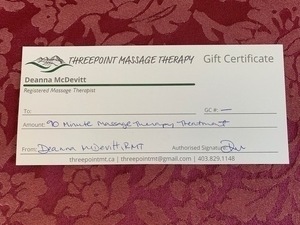 THREEPOINT MASSAGE THERAPY Gift Certificate
Deanna McDevitt
Registered Massage Therapist
To: GC#: —
Amount: 90 Minute Massage Therapy Treatment
From: Deanna McDevitt, RMT Authorised Signature:
threepointmt.ca | threepointmt@gmail.com | 403.829.1148